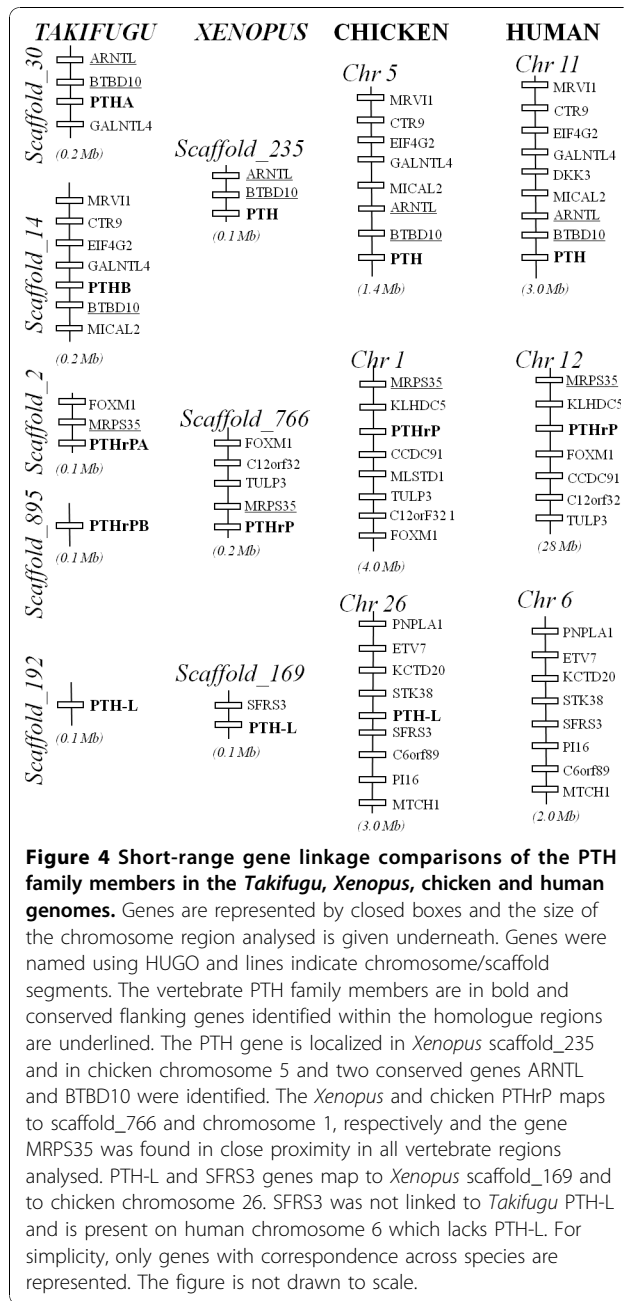 TAKIFUGU XENOPUS CHICKEN HUMAN
Scaffold_30
ARNTL
BTBD10
PTHA
GALNTL4
(0.2 Mb)
Scaffold_235
ARNTL
BTBD10
PTH
(0.1 Mb)
Chr 5
MRVI1
CTR9
EIF4G2
GALNTL4
MICAL2
ARNTL
BTBD10
PTH
(1.4 Mb)
Chr 11
MRVI1
CTR9
EIF4G2
GALNTL4
DKK3
MICAL2
ARNTL
BTBD10
PTH
(3.0 Mb)
Scaffold_14
MRVI1
CTR9
EIF4G2
GALNTL4
PTHB
BTBD10
MICAL2
(0.2 Mb)
Scaffold_2
FOXM1
MRPS35
PTHrPA
(0.1 Mb)
Scaffold_895
PTHrPB
(0.1 Mb)
Scaffold_766
FOXM1
C12orf32
TULP3
MRPS35
PTHrP
(0.2 Mb)
Chr 1
MRPS35
KLHDC5
PTHrP
CCDC91
MLSTD1
TULP3
C12orF32 1
FOXM1
(4.0 Mb)
Chr 12
MRPS35
KLHDC5
PTHrP
FOXM1
CCDC91
C12orf32
TULP3
(28 Mb)
Scaffold_192
PTH-L
(0.1 Mb)
Scaffold_169
SFRS3
PTH-L
(0.1 Mb)
Chr 26
PNPLA1
ETV7
KCTD20
STK38
PTH-L
SFRS3
C6orf89
PI16
MTCH1
(3.0 Mb)
Chr 6
PNPLA1
ETV7
KCTD20
STK38
SFRS3
PI16
C6orf89
MTCH1
(2.0 Mb)
Figure 4 Short-range gene linkage comparisons of the PTH
family members in the Takifugu, Xenopus, chicken and human
genomes. Genes are represented by closed boxes and the size of
the chromosome region analysed is given underneath. Genes were
named using HUGO and lines indicate chromosome/scaffold
segments. The vertebrate PTH family members are in bold and
conserved flanking genes identified within the homologue regions
are underlined. The PTH gene is localized in Xenopus scaffold_235
and in chicken chromosome 5 and two conserved genes ARNTL
and BTBD10 were identified. The Xenopus and chicken PTHrP maps
to scaffold_766 and chromosome 1, respectively and the gene
MRPS35 was found in close proximity in all vertebrate regions
analysed. PTH-L and SFRS3 genes map to Xenopus scaffold_169 and
to chicken chromosome 26. SFRS3 was not linked to Takifugu PTH-L
and is present on human chromosome 6 which lacks PTH-L. For
simplicity, only genes with correspondence across species are
represented. The figure is not drawn to scale.